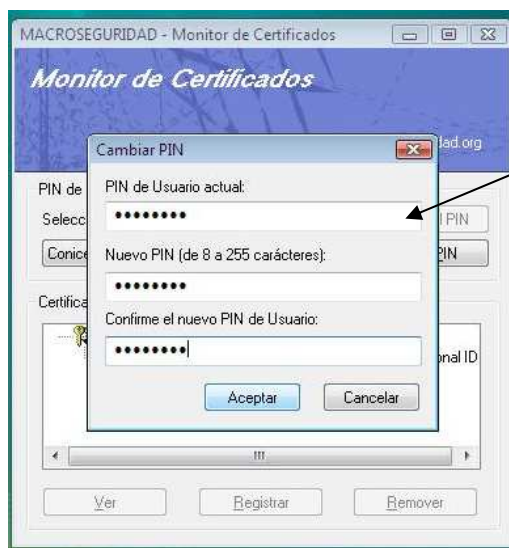 MACROSEGURIDAD - Monitor de Certificados
Monitor de Certificados
dad.org
Cambiar PIN
PIN de
PIN de Usuario actual:
Selecc
PIN
Conice
Nuevo PIN (de 8 a 255 carácteres):
PIN
Certifica
Confirme el nuevo PIN de Usuario:
onal ID
Aceptar
Cancelar
Ver
Registrar
Remover